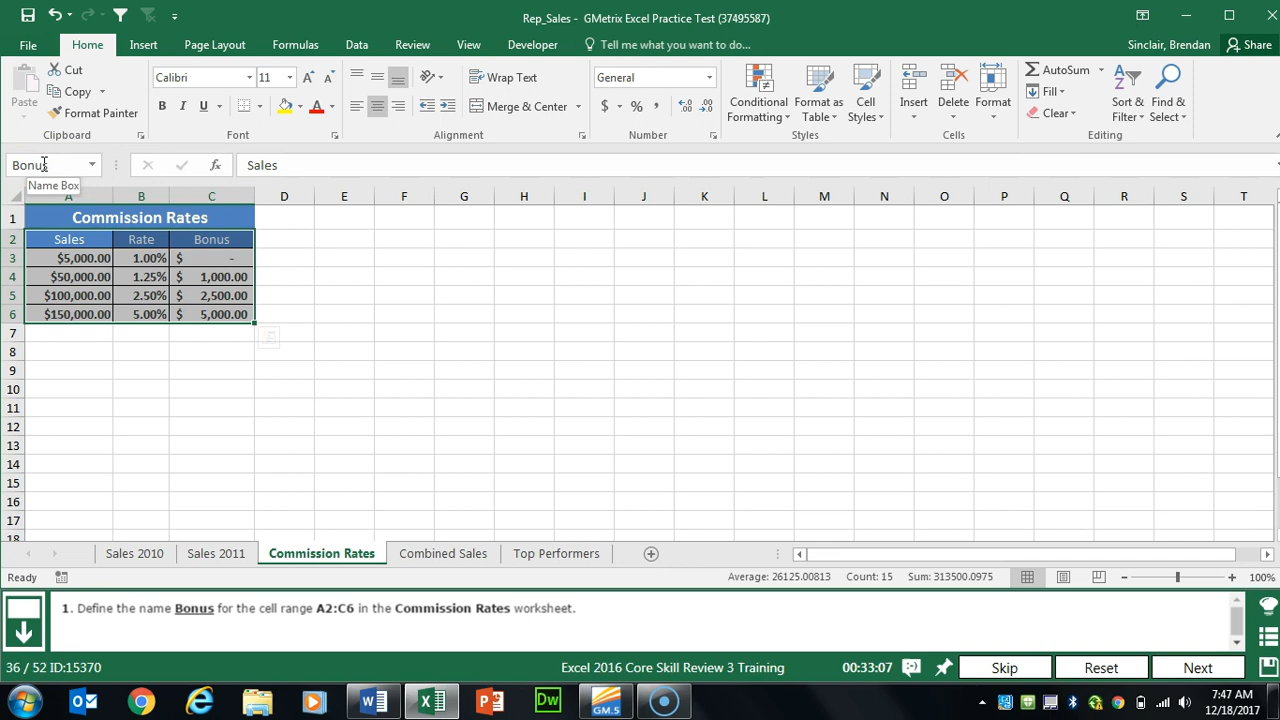 Rep_Sales - GMetrix Excel Practice Test (37495587)
File Home Insert Page Layout Formulas Data Review View Developer Tell me what you want to do... Sinclair, Brendan Share
Paste Cut Copy Format Painter
Clipboard
Calibri 11
B I U A
Font
Wrap Text
Merge & Center
Alignment
General
$ % ,
Number
Conditional Formatting Format as Table Cell Styles
Styles
Insert Delete Format
Cells
AutoSum Fill Clear Sort & Filter Find & Select
Editing
Bonus fx Sales
Name Box
A B C D E F G H I J K L M N O P Q R S T
1 Commission Rates
2 Sales Rate Bonus
3 $5,000.00 1.00% $ -
4 $50,000.00 1.25% $ 1,000.00
5 $100,000.00 2.50% $ 2,500.00
6 $150,000.00 5.00% $ 5,000.00
7
8
9
10
11
12
13
14
15
16
17
18
Sales 2010 Sales 2011 Commission Rates Combined Sales Top Performers
Ready Average: 26125.00813 Count: 15 Sum: 313500.0975 100%
1. Define the name Bonus for the cell range A2:C6 in the Commission Rates worksheet.
36 / 52 ID:15370 Excel 2016 Core Skill Review 3 Training 00:33:07 Skip Reset Next
Dw GM.5 7:47 AM
12/18/2017